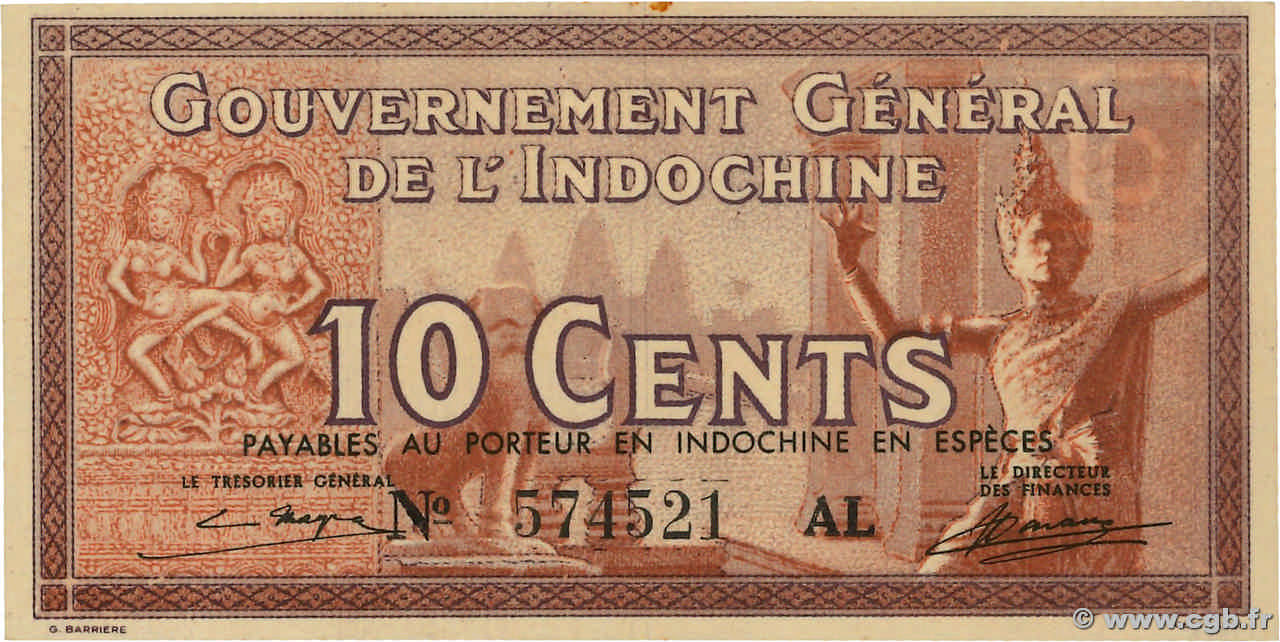 GOUVERNEMENT GÉNÉRAL
DE L'INDOCHINE
10 CENTS
PAYABLES AU PORTEUR EN INDOCHINE EN ESPÈCES
LE TRÉSORIER GÉNÉRAL
LE DIRECTEUR
DES FINANCES
No 574521 AL
G. BARRIERE
© www.cgb.fr